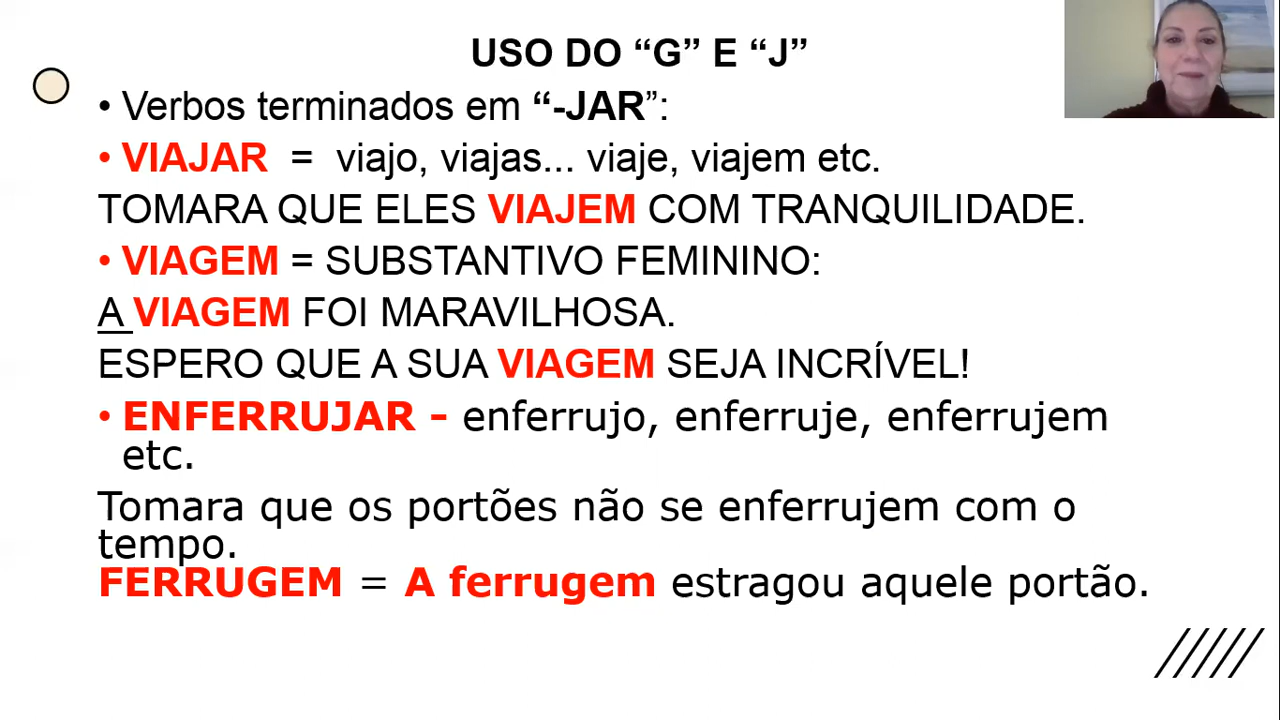 USO DO “G” E “J”
• Verbos terminados em “-JAR”:
• VIAJAR = viajo, viajas... viaje, viajem etc.
TOMARA QUE ELES VIAJEM COM TRANQUILIDADE.
• VIAGEM = SUBSTANTIVO FEMININO:
A VIAGEM FOI MARAVILHOSA.
ESPERO QUE A SUA VIAGEM SEJA INCRÍVEL!
• ENFERRUJAR - enferrujo, enferruje, enferrujem
etc.
Tomara que os portões não se enferrujem com o
tempo.
FERRUGEM = A ferrugem estragou aquele portão.